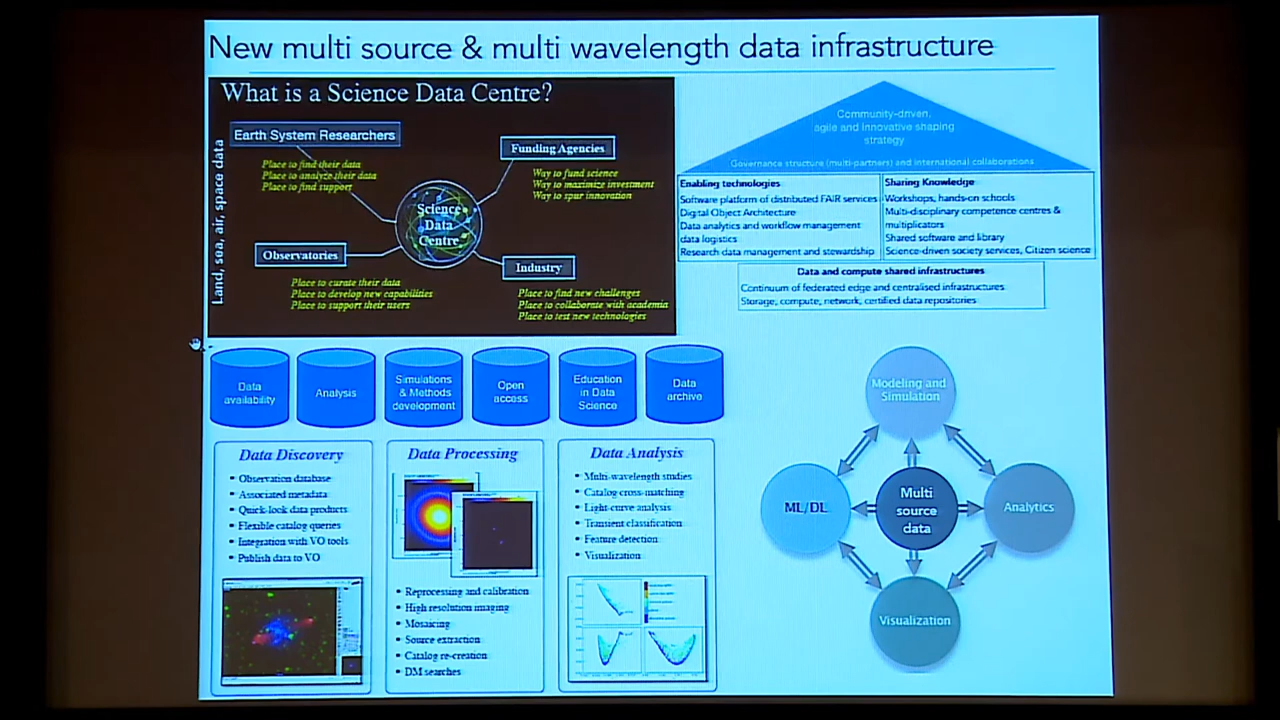 New multi source & multi wavelength data infrastructure
What is a Science Data Centre?
Land, sea, air, space data
Earth System Researchers
Place to find their data
Place to analyze their data
Place to find support
Funding Agencies
Way to fund science
Way to maximize investment
Way to spur innovation
Science
Data
Centre
Observatories
Place to curate their data
Place to develop new capabilities
Place to support their users
Industry
Place to find new challenges
Place to collaborate with academia
Place to test new technologies
Community-driven,
agile and innovative shaping
strategy
Governance structure (multi-partners) and international collaborations
Enabling technologies
Software platform of distributed FAIR services
Digital Object Architecture
Data analytics and workflow management
data logistics
Research data management and stewardship
Sharing Knowledge
Workshops, hands-on schools
Multi-disciplinary competence centres &
multiplicators
Shared software and library
Science-driven society services, Citizen science
Data and compute shared infrastructures
Continuum of federated edge and centralised infrastructures
Storage, compute, network, certified data repositories
Data
availability
Analysis
Simulations
& Methods
development
Open
access
Education
in Data
Science
Data
archive
Data Discovery
Observation database
Associated metadata
Quick-look data products
Flexible catalog queries
Integration with VO tools
Publish data to VO
Data Processing
Reprocessing and calibration
High resolution imaging
Mosaicing
Source extraction
Catalog re-creation
DM searches
Data Analysis
Multi-wavelength studies
Catalog cross-matching
Light-curve analysis
Transient classification
Feature detection
Visualization
Modeling and
Simulation
ML/DL
Multi
source
data
Analytics
Visualization